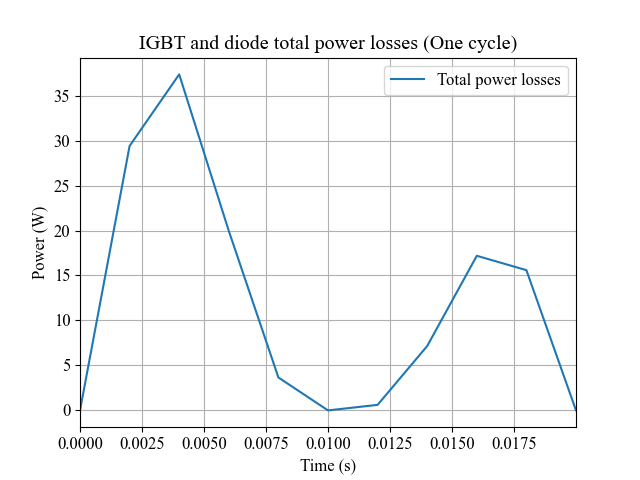 IGBT and diode total power losses (One cycle)
Total power losses
Power (W)
35
30
25
20
15
10
5
0
0.0000 0.0025 0.0050 0.0075 0.0100 0.0125 0.0150 0.0175
Time (s)